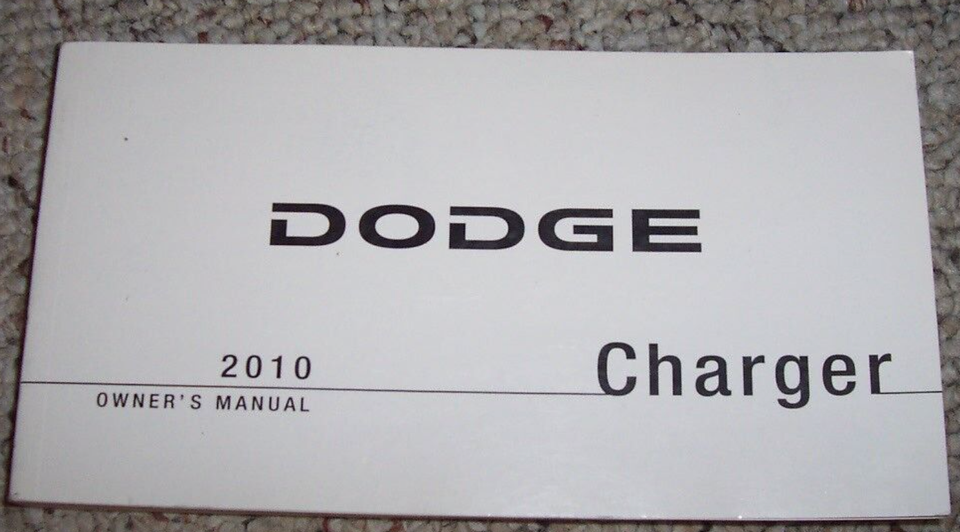 DODGE
2010
Charger
OWNER'S MANUAL